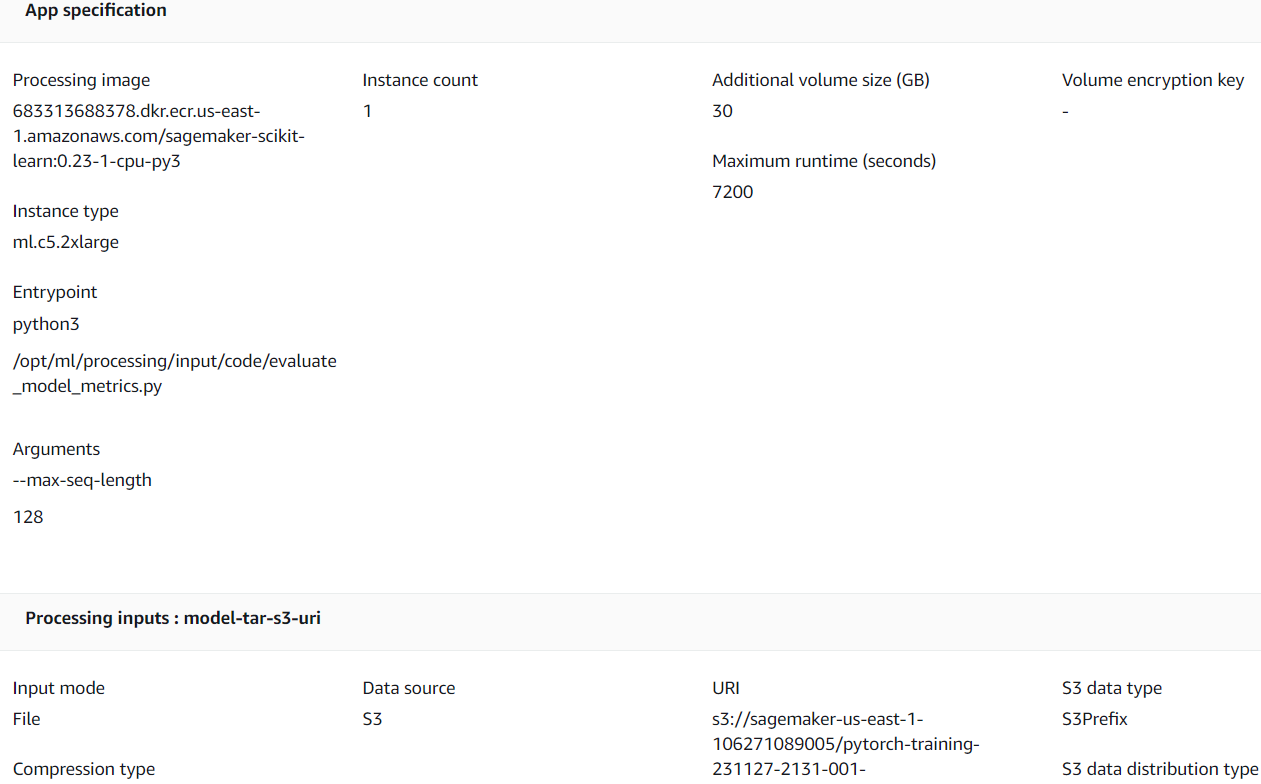 App specification
Processing image
683313688378.dkr.ecr.us-east-
1.amazonaws.com/sagemaker-scikit-
learn:0.23-1-cpu-py3
Instance type
ml.c5.2xlarge
Entrypoint
python3
/opt/ml/processing/input/code/evaluate
_model_metrics.py
Arguments
--max-seq-length
128
Instance count
1
Additional volume size (GB)
30
Maximum runtime (seconds)
7200
Volume encryption key
-
Processing inputs : model-tar-s3-uri
Input mode
File
Compression type
Data source
S3
URI
s3://sagemaker-us-east-1-
106271089005/pytorch-training-
231127-2131-001-
S3 data type
S3Prefix
S3 data distribution type